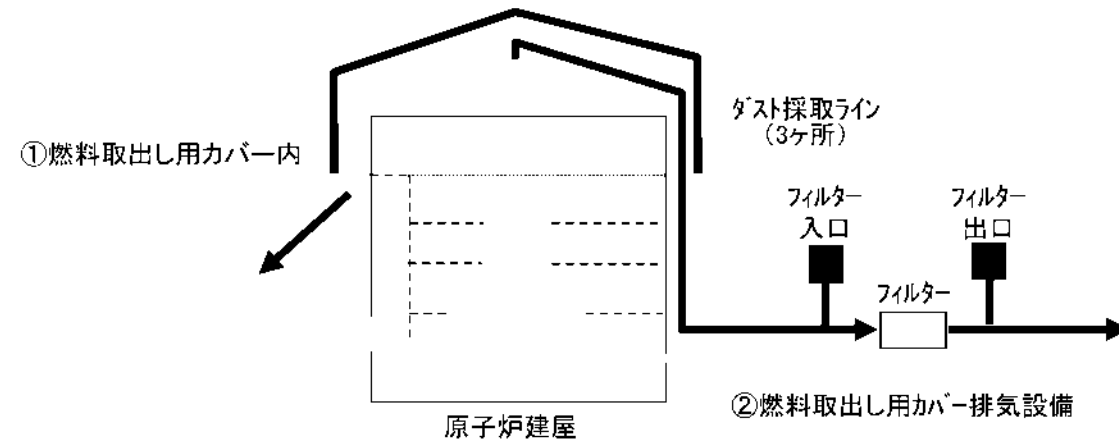 ダスト採取ライン
（3ヶ所）
①燃料取出し用カバー内
フィルター
入口
フィルター
出口
フィルター
②燃料取出し用カバー排気設備
原子炉建屋